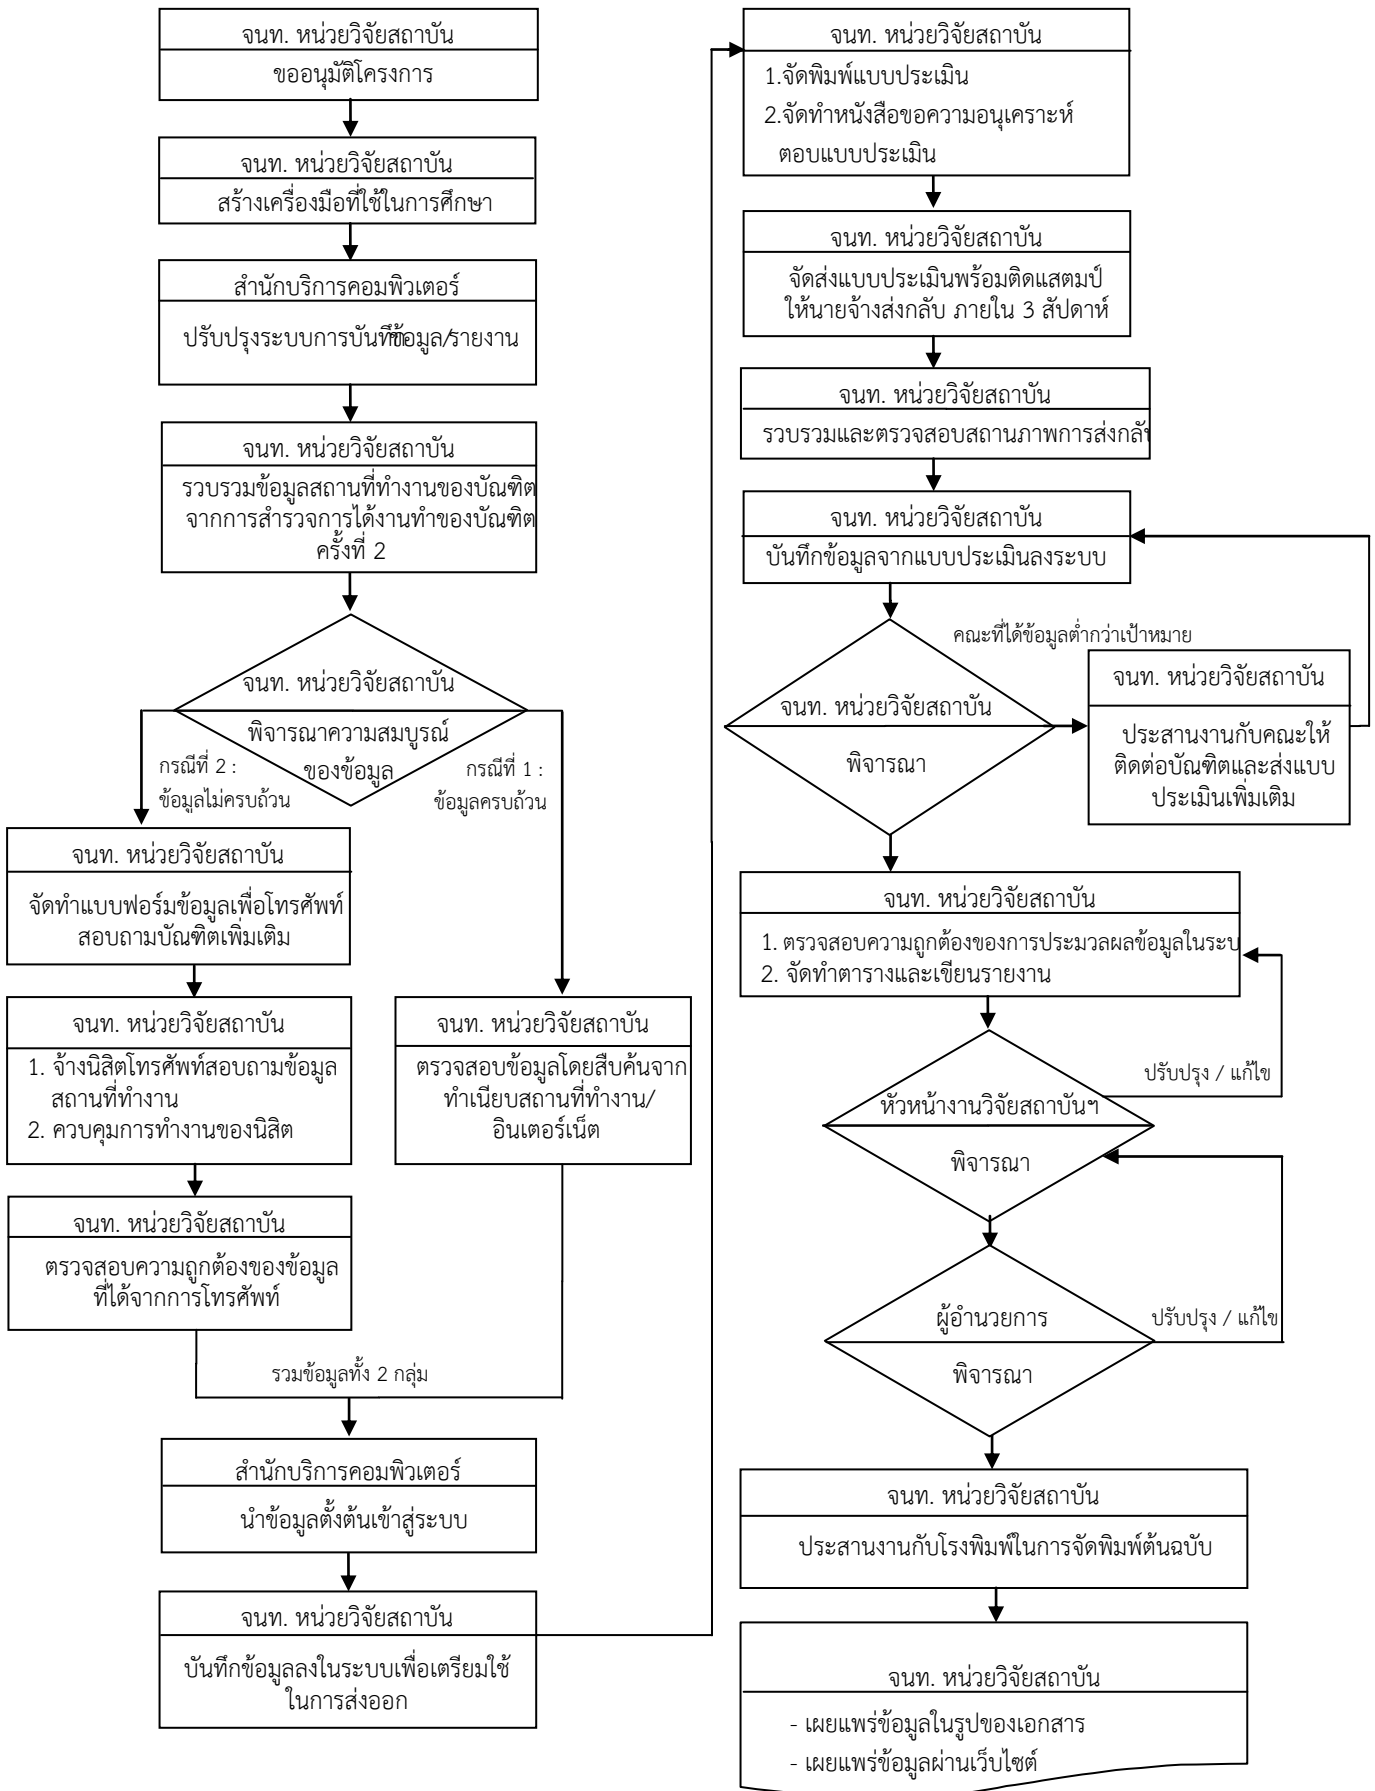 จนท. หน่วยวิจัยสถาบัน
ขออนุมัติโครงการ
จนท. หน่วยวิจัยสถาบัน
สร้างเครื่องมือที่ใช้ในการศึกษา
สำนักบริการคอมพิวเตอร์
ปรับปรุงระบบการบันทึกข้อมูล/รายงาน
จนท. หน่วยวิจัยสถาบัน
รวบรวมข้อมูลสถานที่ทำงานของบัณฑิต
จากการสำรวจการได้งานทำของบัณฑิต
ครั้งที่ 2
จนท. หน่วยวิจัยสถาบัน
พิจารณาความสมบูรณ์
ของข้อมูล
กรณีที่ 2 :
ข้อมูลไม่ครบถ้วน
กรณีที่ 1 :
ข้อมูลครบถ้วน
จนท. หน่วยวิจัยสถาบัน
จัดทำแบบฟอร์มข้อมูลเพื่อโทรศัพท์
สอบถามบัณฑิตเพิ่มเติม
จนท. หน่วยวิจัยสถาบัน
1. จ้างนิสิตโทรศัพท์สอบถามข้อมูล
สถานที่ทำงาน
2. ควบคุมการทำงานของนิสิต
จนท. หน่วยวิจัยสถาบัน
ตรวจสอบข้อมูลโดยสืบค้นจาก
ทำเนียบสถานที่ทำงาน/
อินเตอร์เน็ต
จนท. หน่วยวิจัยสถาบัน
ตรวจสอบความถูกต้องของข้อมูล
ที่ได้จากการโทรศัพท์
รวมข้อมูลทั้ง 2 กลุ่ม
สำนักบริการคอมพิวเตอร์
นำข้อมูลตั้งต้นเข้าสู่ระบบ
จนท. หน่วยวิจัยสถาบัน
บันทึกข้อมูลลงในระบบเพื่อเตรียมใช้
ในการส่งออก
จนท. หน่วยวิจัยสถาบัน
1.จัดพิมพ์แบบประเมิน
2.จัดทำหนังสือขอความอนุเคราะห์
ตอบแบบประเมิน
จนท. หน่วยวิจัยสถาบัน
จัดส่งแบบประเมินพร้อมติดแสตมป์
ให้นายจ้างส่งกลับ ภายใน 3 สัปดาห์
จนท. หน่วยวิจัยสถาบัน
รวบรวมและตรวจสอบสถานภาพการส่งกลับ
จนท. หน่วยวิจัยสถาบัน
บันทึกข้อมูลจากแบบประเมินลงระบบ
คณะที่ได้ข้อมูลต่ำกว่าเป้าหมาย
จนท. หน่วยวิจัยสถาบัน
พิจารณา
จนท. หน่วยวิจัยสถาบัน
ประสานงานกับคณะให้
ติดต่อบัณฑิตและส่งแบบ
ประเมินเพิ่มเติม
จนท. หน่วยวิจัยสถาบัน
1. ตรวจสอบความถูกต้องของการประมวลผลข้อมูลในระบ
2. จัดทำตารางและเขียนรายงาน
ปรับปรุง / แก้ไข
หัวหน้างานวิจัยสถาบันฯ
พิจารณา
ผู้อำนวยการ
พิจารณา
ปรับปรุง / แก้ไข
จนท. หน่วยวิจัยสถาบัน
ประสานงานกับโรงพิมพ์ในการจัดพิมพ์ต้นฉบับ
จนท. หน่วยวิจัยสถาบัน
- เผยแพร่ข้อมูลในรูปของเอกสาร
- เผยแพร่ข้อมูลผ่านเว็บไซต์